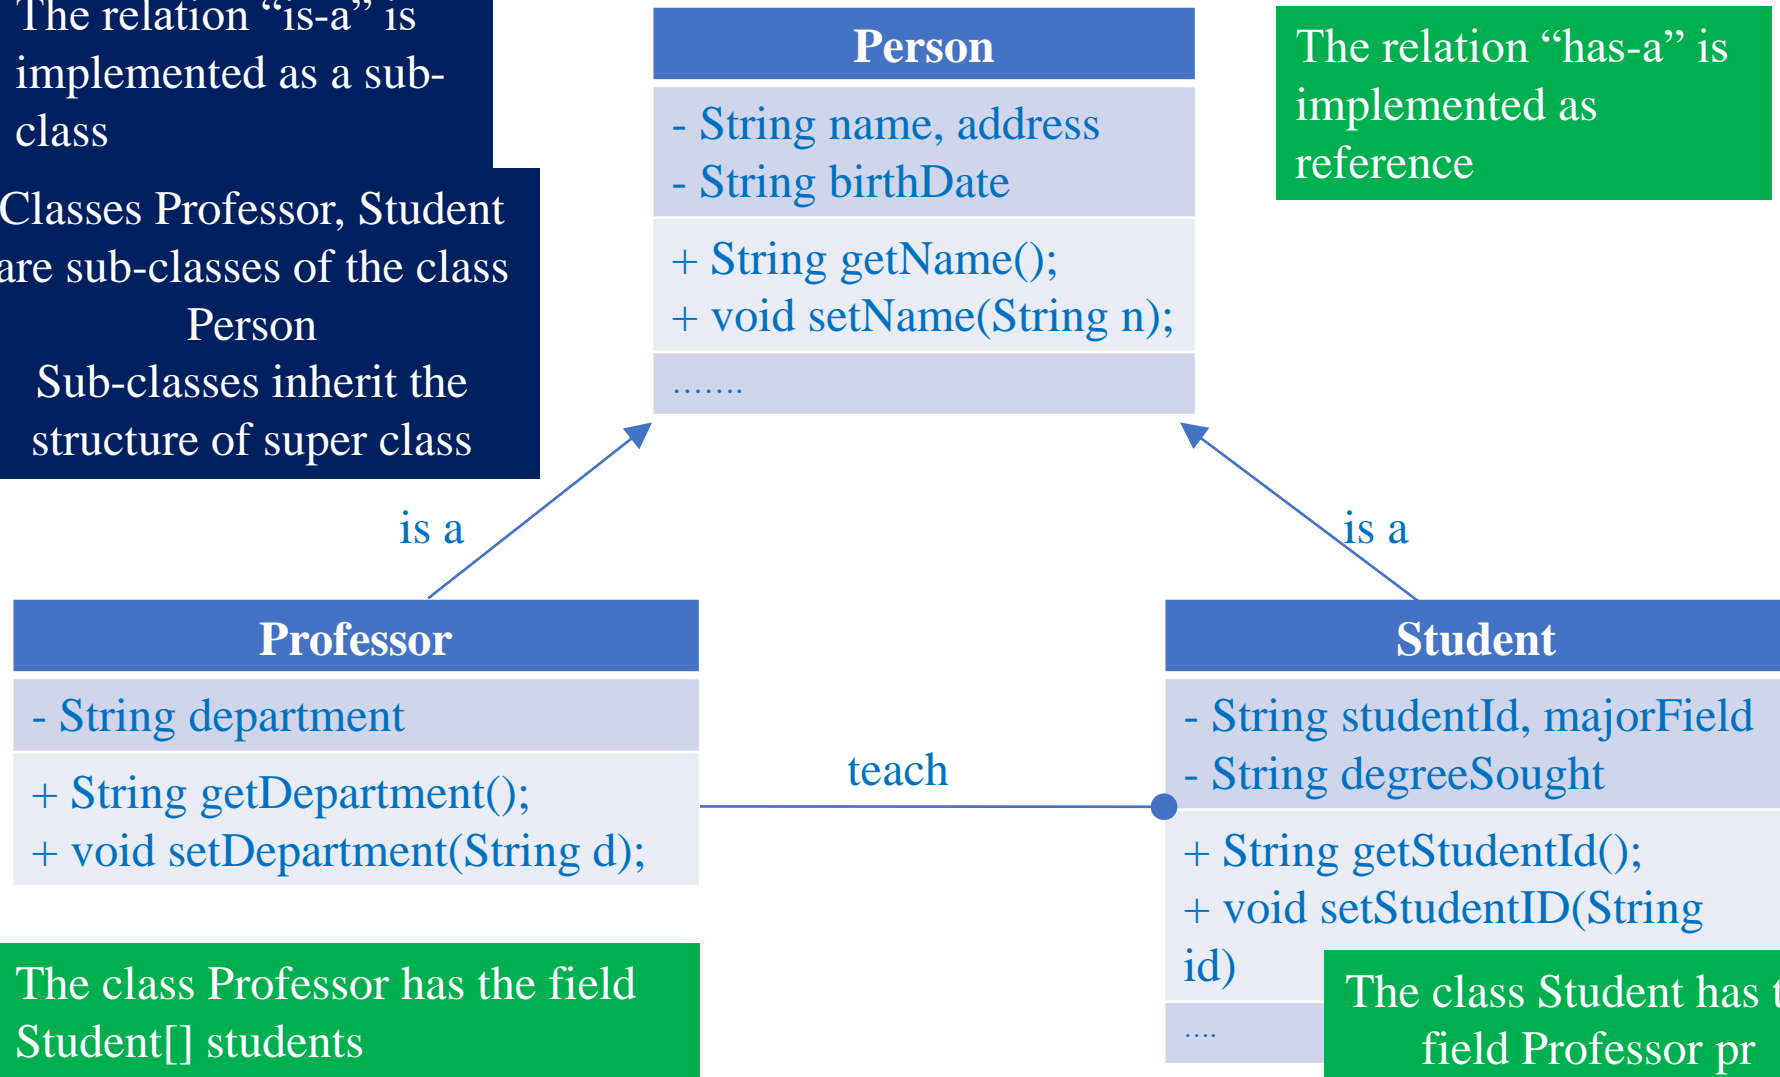 The relation “is-a” is
implemented as a sub-
class
Classes Professor, Student
are sub-classes of the class
Person
Sub-classes inherit the
structure of super class
Person
- String name, address
- String birthDate
+ String getName();
+ void setName(String n);
…….
The relation “has-a” is
implemented as
reference
is a
is a
Professor
- String department
+ String getDepartment();
+ void setDepartment(String d);
teach
Student
- String studentId, majorField
- String degreeSought
+ String getStudentId();
+ void setStudentID(String
id)
….
The class Professor has the field
Student[] students
The class Student has
field Professor pr